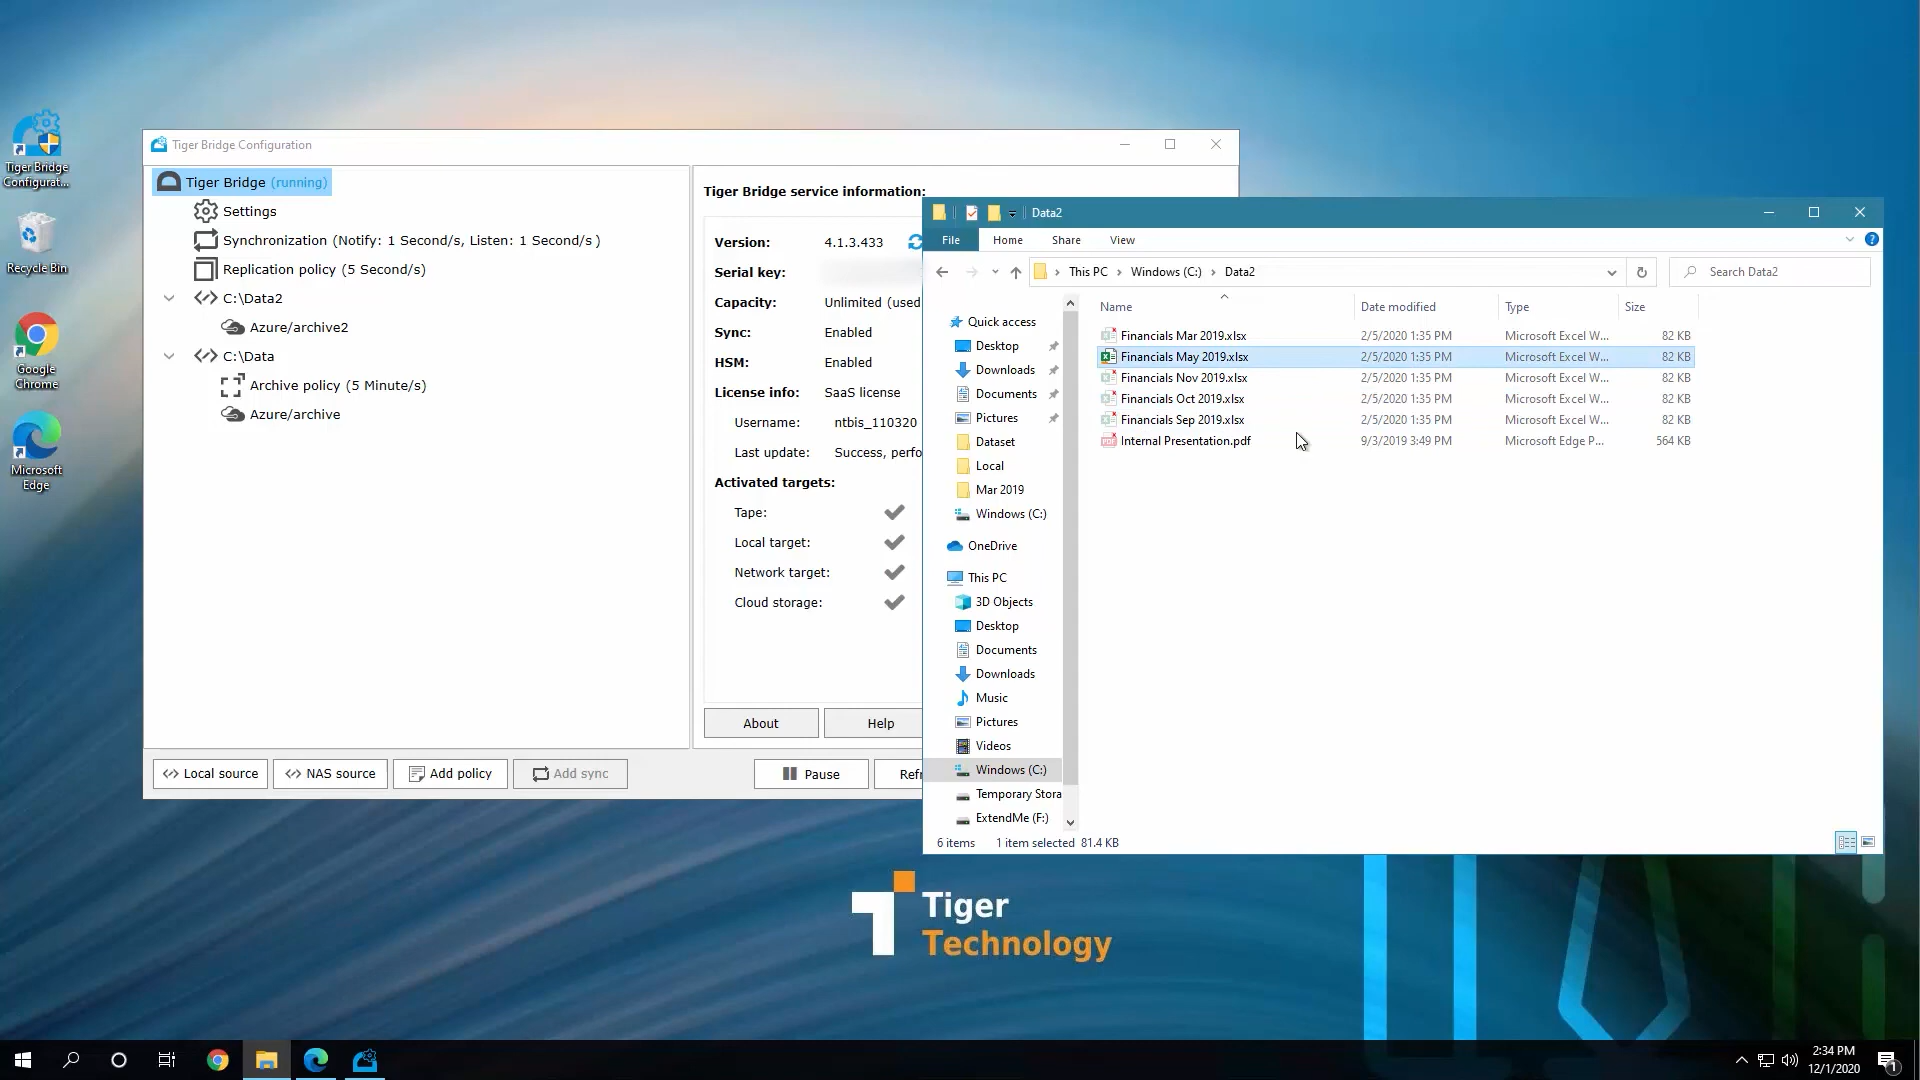 Tiger Bridge
Configurat...
Recycle Bin
Google
Chrome
Microsoft
Edge
Tiger Bridge Configuration
Tiger Bridge (running)
Settings
Synchronization (Notify: 1 Second/s, Listen: 1 Second/s )
Replication policy (5 Second/s)
C:\Data2
Azure/archive2
C:\Data
Archive policy (5 Minute/s)
Azure/archive
Tiger Bridge service information:
Version: 4.1.3.433
Serial key:
Capacity: Unlimited (used
Sync: Enabled
HSM: Enabled
License info: SaaS license
Username: ntbis_110320
Last update: Success, perfo
Activated targets:
Tape:
Local target:
Network target:
Cloud storage:
About Help
Local source NAS source Add policy Add sync Pause Refr
Data2
File Home Share View
This PC Windows (C:) Data2 Search Data2
Name Date modified Type Size
Financials Mar 2019.xlsx 2/5/2020 1:35 PM Microsoft Excel W... 82 KB
Financials May 2019.xlsx 2/5/2020 1:35 PM Microsoft Excel W... 82 KB
Financials Nov 2019.xlsx 2/5/2020 1:35 PM Microsoft Excel W... 82 KB
Financials Oct 2019.xlsx 2/5/2020 1:35 PM Microsoft Excel W... 82 KB
Financials Sep 2019.xlsx 2/5/2020 1:35 PM Microsoft Excel W... 82 KB
Internal Presentation.pdf 9/3/2019 3:49 PM Microsoft Edge P... 564 KB
Quick access
Desktop
Downloads
Documents
Pictures
Dataset
Local
Mar 2019
Windows (C:)
OneDrive
This PC
3D Objects
Desktop
Documents
Downloads
Music
Pictures
Videos
Windows (C:)
Temporary Stora
ExtendMe (F:)
6 items 1 item selected 81.4 KB
Tiger
Technology
2:34 PM
12/1/2020
1